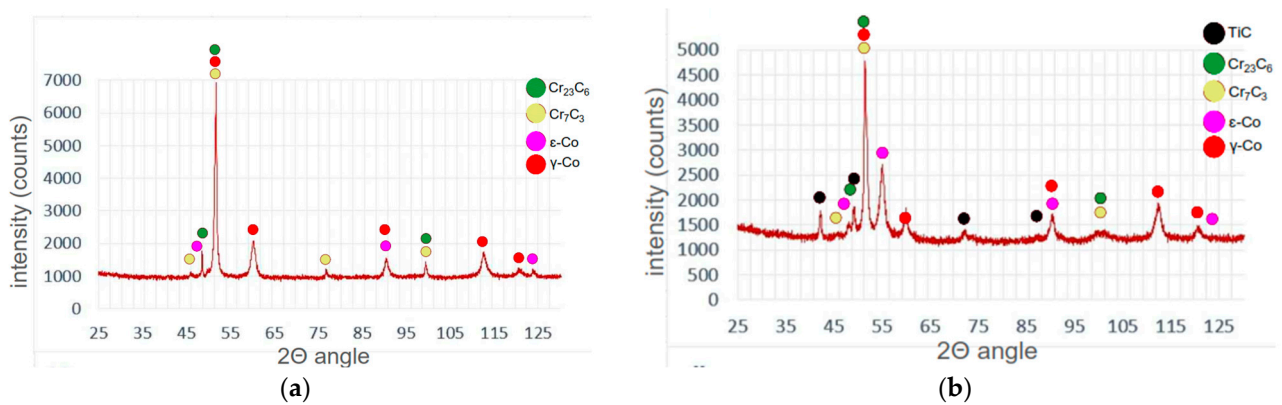 7000
6000
5000
4000
3000
2000
1000
0
intensity (counts)
25
35
45
55
65
75
85
95
105
115
125
2Θ angle
Cr₂₃C₆
Cr₇C₃
ε-Co
γ-Co
(a)
5000
4500
4000
3500
3000
2500
2000
1500
1000
500
0
intensity (counts)
25
35
45
55
65
75
85
95
105
115
125
2Θ angle
TiC
Cr₂₃C₆
Cr₇C₃
ε-Co
γ-Co
(b)